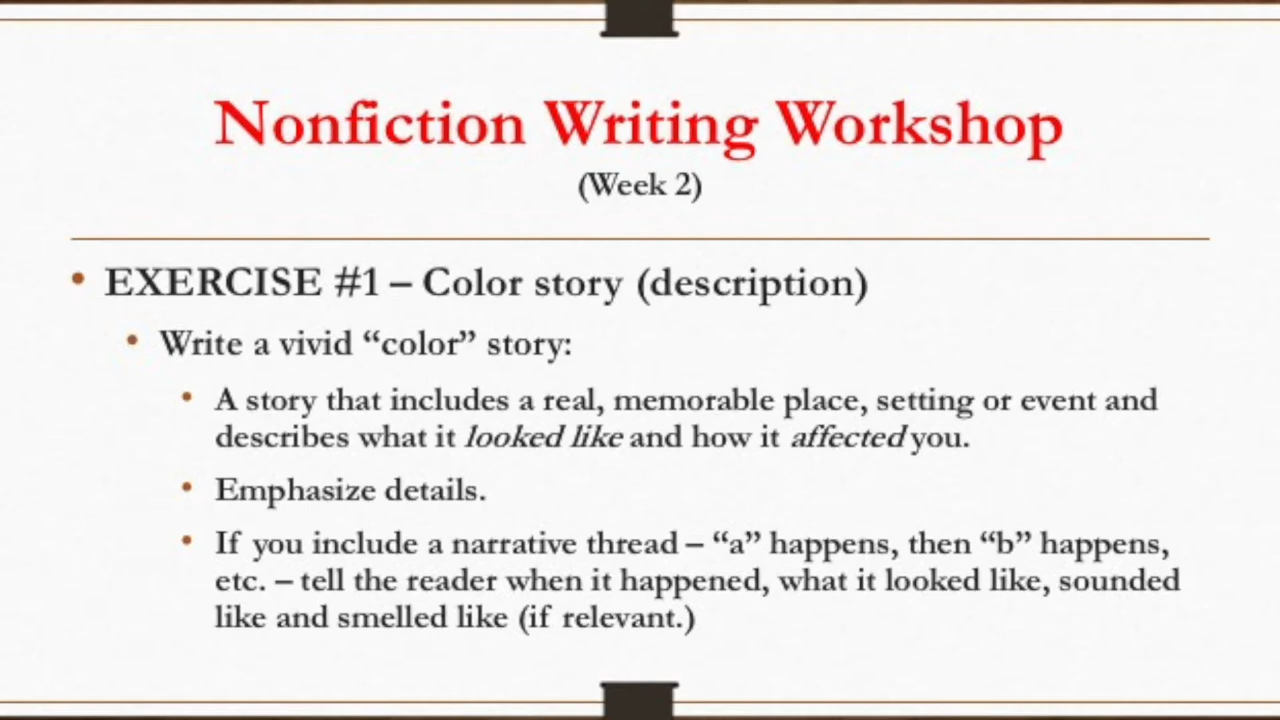 Nonfiction Writing Workshop
(Week 2)
• EXERCISE #1 – Color story (description)
• Write a vivid “color” story:
• A story that includes a real, memorable place, setting or event and
describes what it looked like and how it affected you.
• Emphasize details.
• If you include a narrative thread – “a” happens, then “b” happens,
etc. – tell the reader when it happened, what it looked like, sounded
like and smelled like (if relevant.)